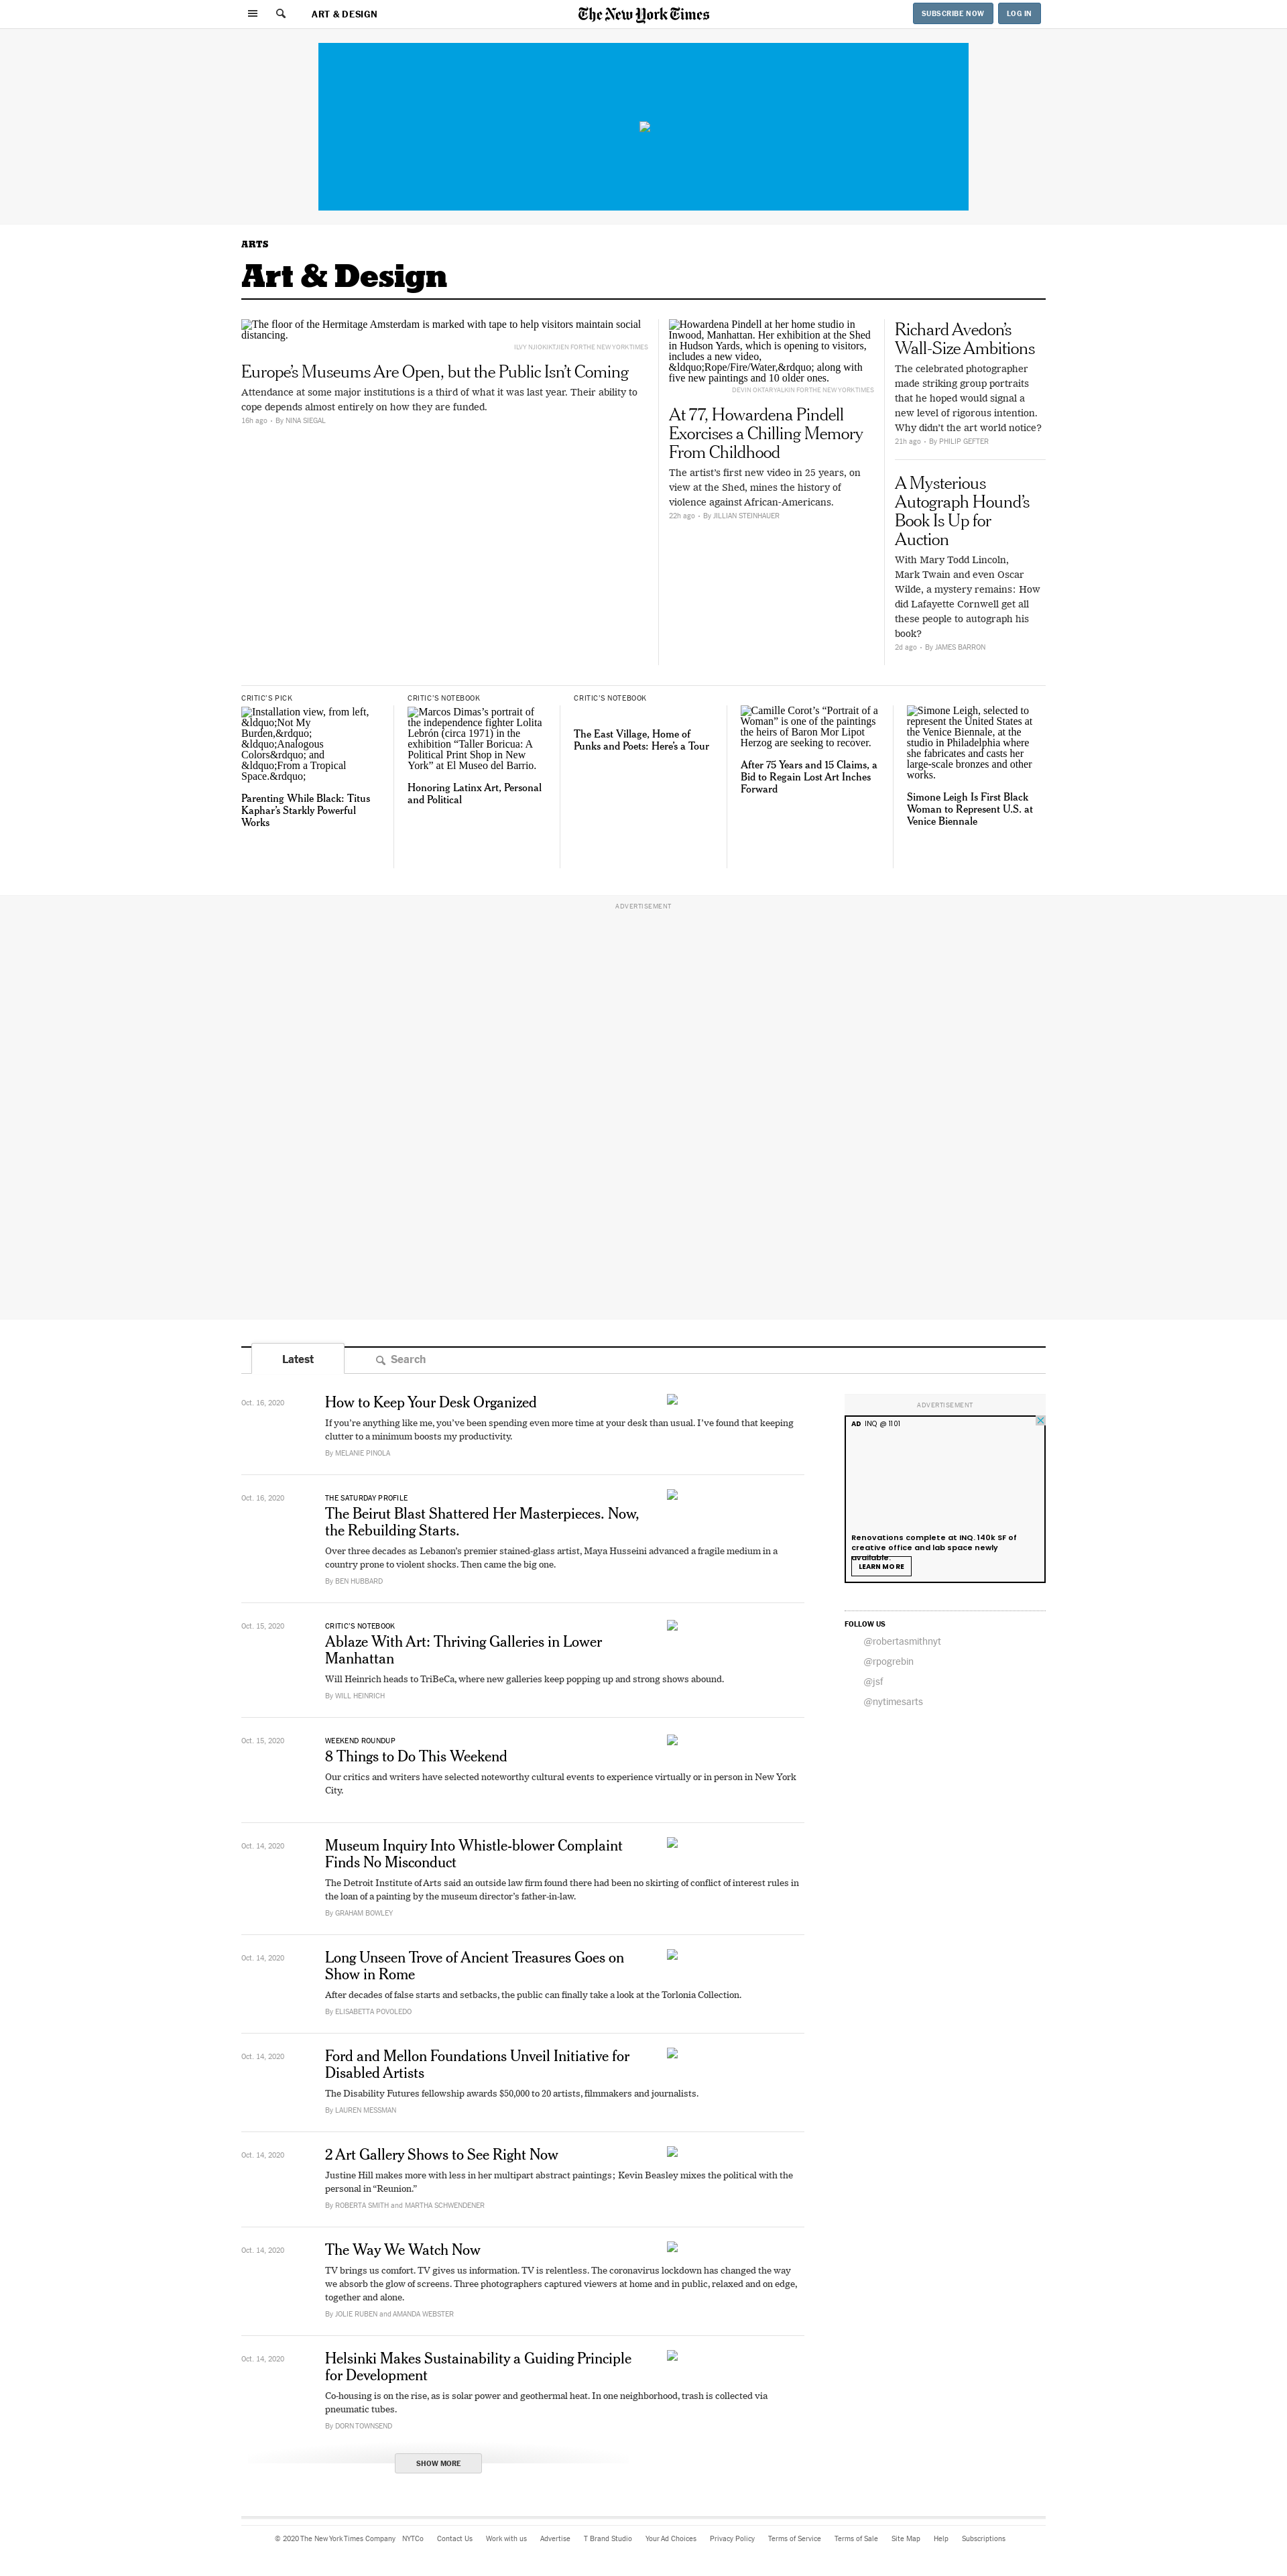 ART & DESIGN
The New York Times
SUBSCRIBE NOW
LOG IN
ARTS
Art & Design
The floor of the Hermitage Amsterdam is marked with tape to help visitors maintain social
distancing.
ILVY NJIOKIKTJIEN FOR THE NEW YORK TIMES
Europe’s Museums Are Open, but the Public Isn’t Coming
Attendance at some major institutions is a third of what it was last year. Their ability to
cope depends almost entirely on how they are funded.
16h ago • By NINA SIEGAL
Howardena Pindell at her home studio in
Inwood, Manhattan. Her exhibition at the Shed
in Hudson Yards, which is opening to visitors,
includes a new video,
&ldquo;Rope/Fire/Water,&rdquo; along with
five new paintings and 10 older ones.
DEVIN OKTAR YALKIN FOR THE NEW YORK TIMES
At 77, Howardena Pindell
Exorcises a Chilling Memory
From Childhood
The artist’s first new video in 25 years, on
view at the Shed, mines the history of
violence against African-Americans.
22h ago • By JILLIAN STEINHAUER
Richard Avedon’s
Wall-Size Ambitions
The celebrated photographer
made striking group portraits
that he hoped would signal a
new level of rigorous intention.
Why didn’t the art world notice?
21h ago • By PHILIP GEFTER
A Mysterious
Autograph Hound’s
Book Is Up for
Auction
With Mary Todd Lincoln,
Mark Twain and even Oscar
Wilde, a mystery remains: How
did Lafayette Cornwell get all
these people to autograph his
book?
2d ago • By JAMES BARRON
CRITIC’S PICK
Installation view, from left,
&ldquo;Not My
Burden,&rdquo;
&ldquo;Analogous
Colors&rdquo; and
&ldquo;From a Tropical
Space.&rdquo;
Parenting While Black: Titus
Kaphar’s Starkly Powerful
Works
CRITIC’S NOTEBOOK
Marcos Dimas’s portrait of
the independence fighter Lolita
Lebrón (circa 1971) in the
exhibition “Taller Boricua: A
Political Print Shop in New
York” at El Museo del Barrio.
Honoring Latinx Art, Personal
and Political
CRITIC’S NOTEBOOK
The East Village, Home of
Punks and Poets: Here’s a Tour
Camille Corot’s “Portrait of a
Woman” is one of the paintings
the heirs of Baron Mor Lipot
Herzog are seeking to recover.
After 75 Years and 15 Claims, a
Bid to Regain Lost Art Inches
Forward
Simone Leigh, selected to
represent the United States at
the Venice Biennale, at the
studio in Philadelphia where
she fabricates and casts her
large-scale bronzes and other
works.
Simone Leigh Is First Black
Woman to Represent U.S. at
Venice Biennale
ADVERTISEMENT
Latest
Search
Oct. 16, 2020
How to Keep Your Desk Organized
If you’re anything like me, you’ve been spending even more time at your desk than usual. I’ve found that keeping
clutter to a minimum boosts my productivity.
By MELANIE PINOLA
Oct. 16, 2020
THE SATURDAY PROFILE
The Beirut Blast Shattered Her Masterpieces. Now,
the Rebuilding Starts.
Over three decades as Lebanon’s premier stained-glass artist, Maya Husseini advanced a fragile medium in a
country prone to violent shocks. Then came the big one.
By BEN HUBBARD
Oct. 15, 2020
CRITIC’S NOTEBOOK
Ablaze With Art: Thriving Galleries in Lower
Manhattan
Will Heinrich heads to TriBeCa, where new galleries keep popping up and strong shows abound.
By WILL HEINRICH
Oct. 15, 2020
WEEKEND ROUNDUP
8 Things to Do This Weekend
Our critics and writers have selected noteworthy cultural events to experience virtually or in person in New York
City.
Oct. 14, 2020
Museum Inquiry Into Whistle-blower Complaint
Finds No Misconduct
The Detroit Institute of Arts said an outside law firm found there had been no skirting of conflict of interest rules in
the loan of a painting by the museum director’s father-in-law.
By GRAHAM BOWLEY
Oct. 14, 2020
Long Unseen Trove of Ancient Treasures Goes on
Show in Rome
After decades of false starts and setbacks, the public can finally take a look at the Torlonia Collection.
By ELISABETTA POVOLEDO
Oct. 14, 2020
Ford and Mellon Foundations Unveil Initiative for
Disabled Artists
The Disability Futures fellowship awards $50,000 to 20 artists, filmmakers and journalists.
By LAUREN MESSMAN
Oct. 14, 2020
2 Art Gallery Shows to See Right Now
Justine Hill makes more with less in her multipart abstract paintings; Kevin Beasley mixes the political with the
personal in “Reunion.”
By ROBERTA SMITH and MARTHA SCHWENDENER
Oct. 14, 2020
The Way We Watch Now
TV brings us comfort. TV gives us information. TV is relentless. The coronavirus lockdown has changed the way
we absorb the glow of screens. Three photographers captured viewers at home and in public, relaxed and on edge,
together and alone.
By JOLIE RUBEN and AMANDA WEBSTER
Oct. 14, 2020
Helsinki Makes Sustainability a Guiding Principle
for Development
Co-housing is on the rise, as is solar power and geothermal heat. In one neighborhood, trash is collected via
pneumatic tubes.
By DORN TOWNSEND
SHOW MORE
ADVERTISEMENT
AD INQ @ 1101
Renovations complete at INQ. 140k SF of
creative office and lab space newly
available.
LEARN MORE
FOLLOW US
@robertasmithnyt
@rpogrebin
@jsf
@nytimesarts
© 2020 The New York Times Company NYTCo Contact Us Work with us Advertise T Brand Studio Your Ad Choices Privacy Policy Terms of Service Terms of Sale Site Map Help Subscriptions